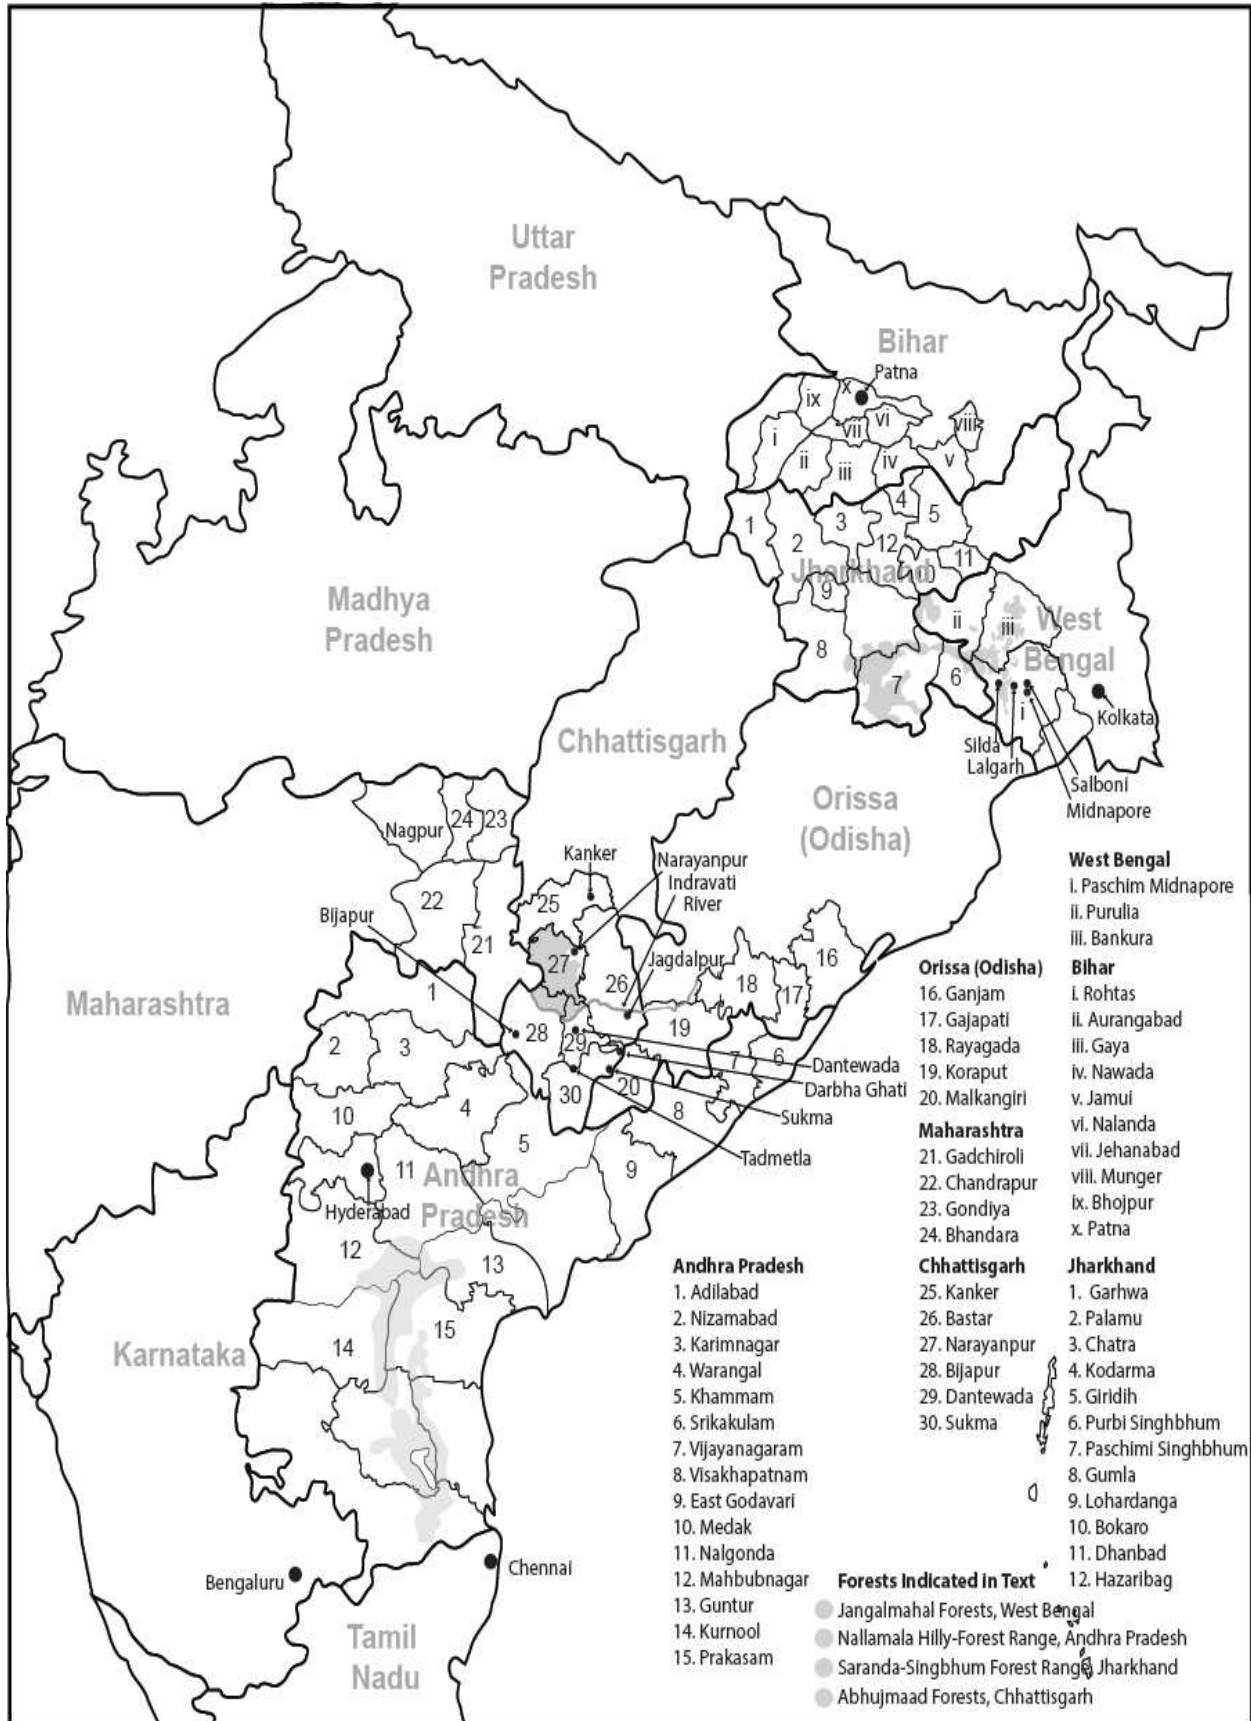 Uttar
Pradesh
Bihar
Patna
ix
x
i
vii
vi
viii
ii
iii
iv
v
1
2
3
4
5
12
11
10
Jharkhand
9
8
7
6
ii
iii
West
Bengal
i
Kolkata
Silda
Lalgarh
Salboni
Midnapore
Madhya
Pradesh
Chhattisgarh
Orissa
(Odisha)
Nagpur
24
23
22
21
Kanker
Narayanpur
Indravati
River
Bijapur
25
27
26
Jagdalpur
18
17
16
19
28
29
30
20
7
6
8
Dantewada
Darbha Ghati
Sukma
Tadmetla
Maharashtra
1
2
3
4
10
5
9
11
Andhra
Pradesh
Hyderabad
12
13
14
15
Karnataka
Bengaluru
Chennai
Tamil
Nadu
West Bengal
i. Paschim Midnapore
ii. Purulia
iii. Bankura
Orissa (Odisha)
16. Ganjam
17. Gajapati
18. Rayagada
19. Koraput
20. Malkangiri
Maharashtra
21. Gadchiroli
22. Chandrapur
23. Gondiya
24. Bhandara
Bihar
i. Rohtas
ii. Aurangabad
iii. Gaya
iv. Nawada
v. Jamui
vi. Nalanda
vii. Jehanabad
viii. Munger
ix. Bhojpur
x. Patna
Andhra Pradesh
1. Adilabad
2. Nizamabad
3. Karimnagar
4. Warangal
5. Khammam
6. Srikakulam
7. Vijayanagaram
8. Visakhapatnam
9. East Godavari
10. Medak
11. Nalgonda
12. Mahbubnagar
13. Guntur
14. Kurnool
15. Prakasam
Chhattisgarh
25. Kanker
26. Bastar
27. Narayanpur
28. Bijapur
29. Dantewada
30. Sukma
Jharkhand
1. Garhwa
2. Palamu
3. Chatra
4. Kodarma
5. Giridih
6. Purbi Singhbhum
7. Paschimi Singhbhum
8. Gumla
9. Lohardanga
10. Bokaro
11. Dhanbad
12. Hazaribag
Forests Indicated in Text
Jangalmahal Forests, West Bengal
Nallamala Hilly-Forest Range, Andhra Pradesh
Saranda-Singbhum Forest Range, Jharkhand
Abhujmaad Forests, Chhattisgarh